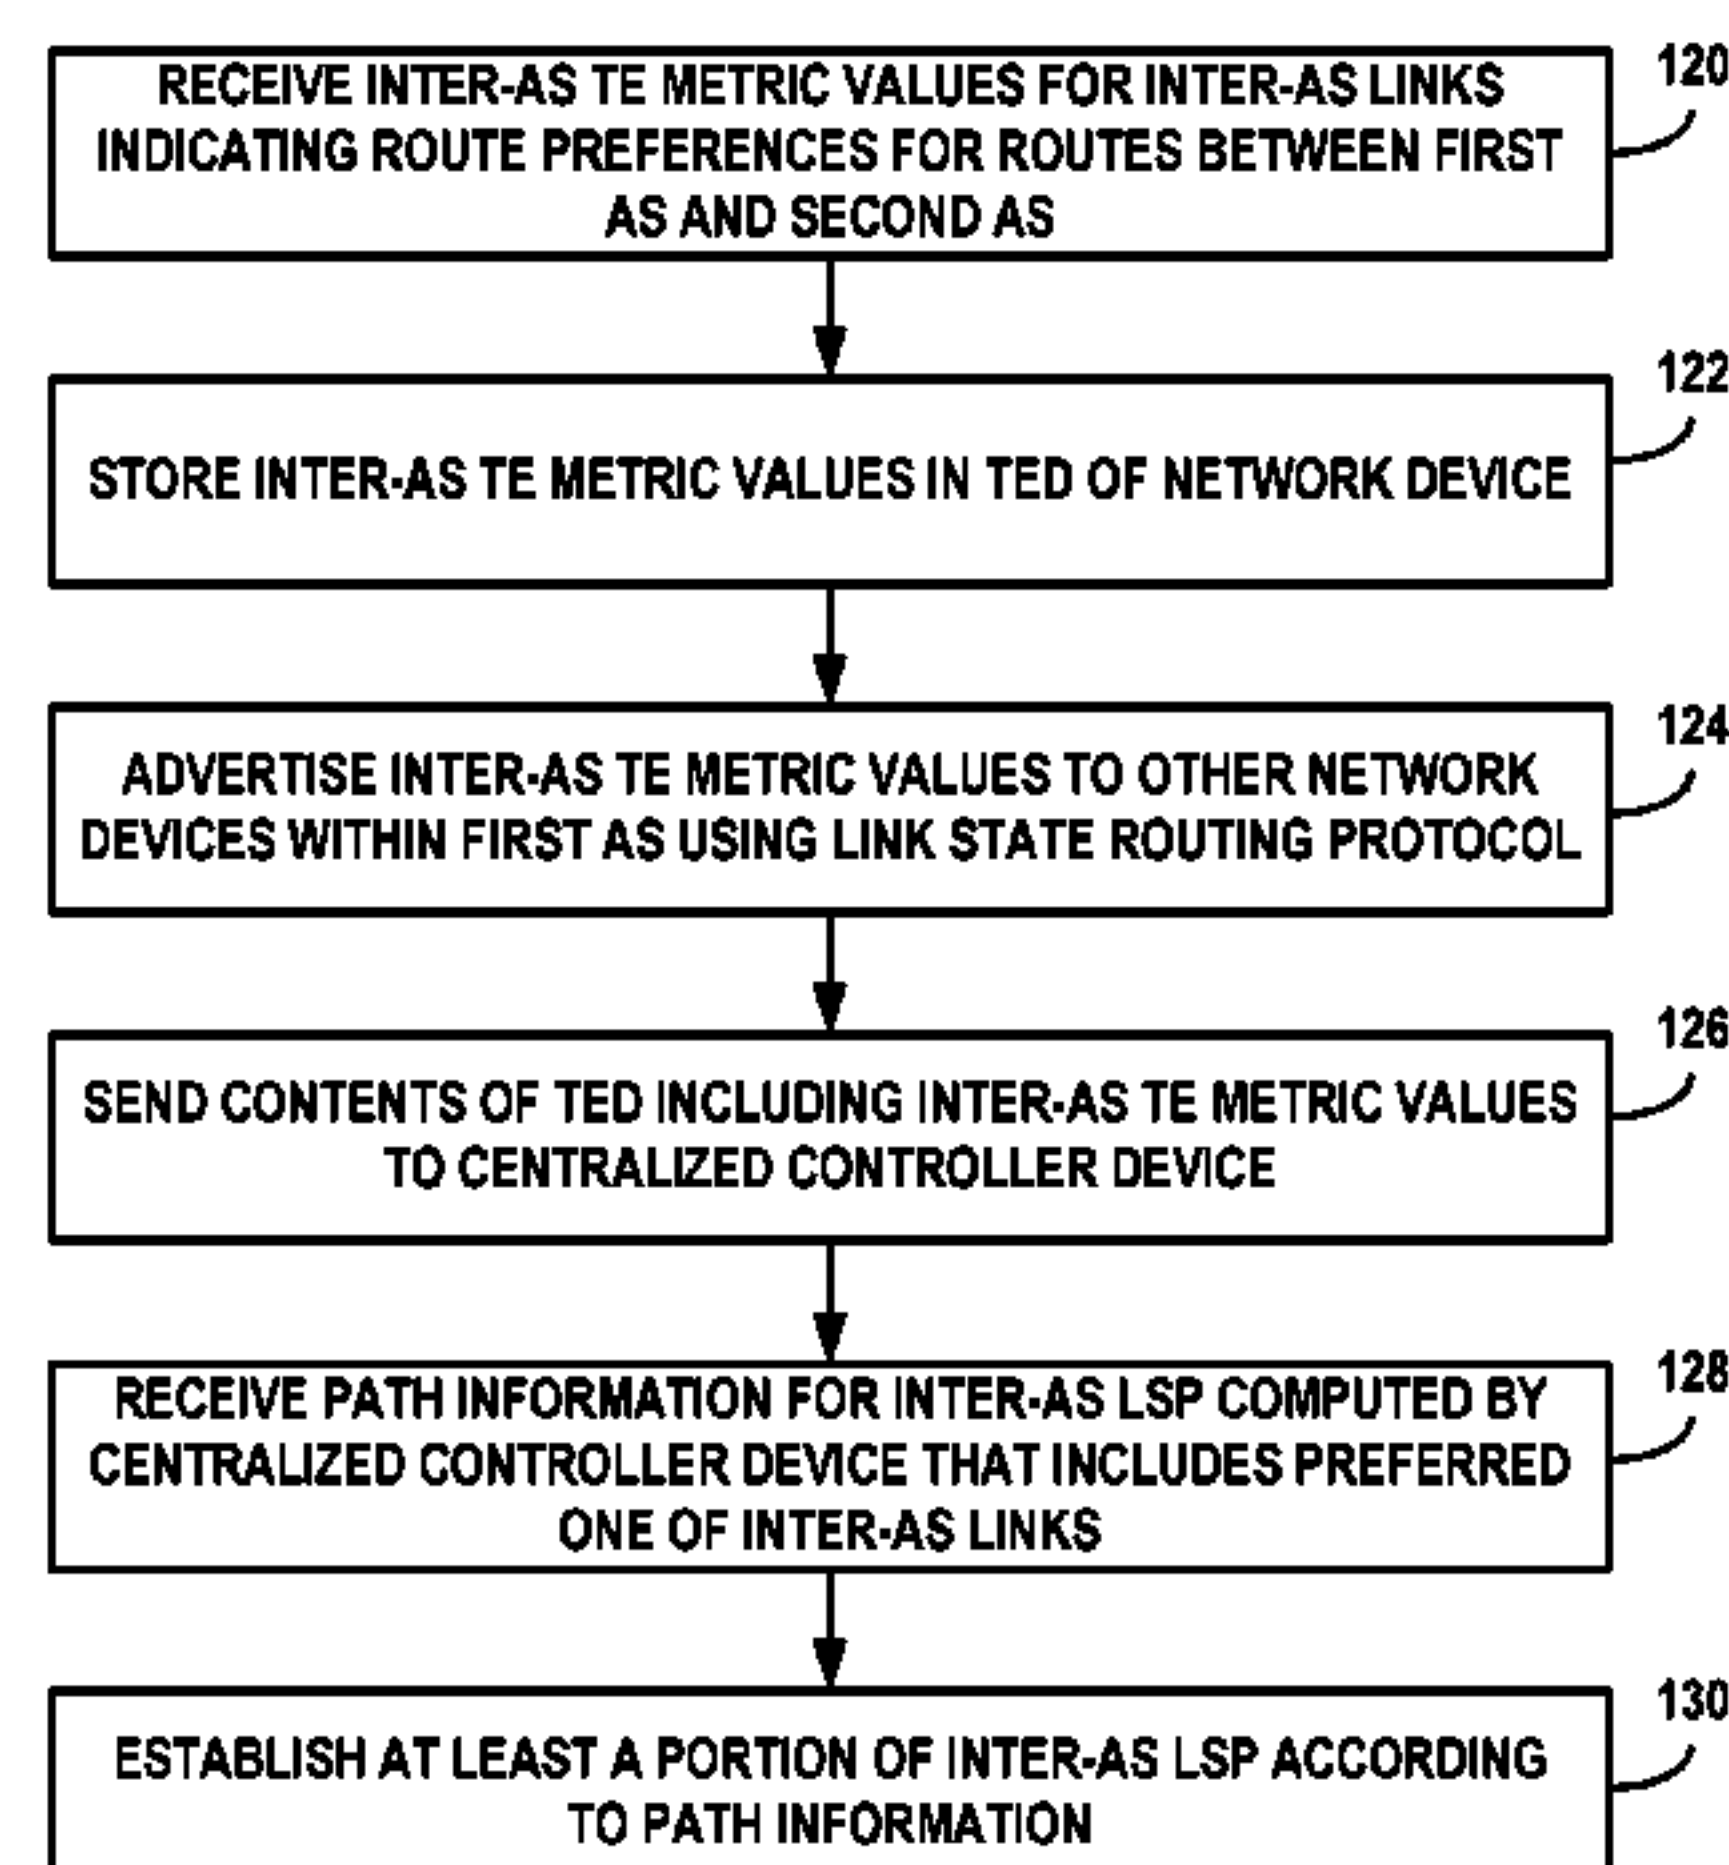 120
RECEIVE INTER-AS TE METRIC VALUES FOR INTER-AS LINKS
INDICATING ROUTE PREFERENCES FOR ROUTES BETWEEN FIRST
AS AND SECOND AS
122
STORE INTER-AS TE METRIC VALUES IN TED OF NETWORK DEVICE
124
ADVERTISE INTER-AS TE METRIC VALUES TO OTHER NETWORK
DEVICES WITHIN FIRST AS USING LINK STATE ROUTING PROTOCOL
126
SEND CONTENTS OF TED INCLUDING INTER-AS TE METRIC VALUES
TO CENTRALIZED CONTROLLER DEVICE
128
RECEIVE PATH INFORMATION FOR INTER-AS LSP COMPUTED BY
CENTRALIZED CONTROLLER DEVICE THAT INCLUDES PREFERRED
ONE OF INTER-AS LINKS
130
ESTABLISH AT LEAST A PORTION OF INTER-AS LSP ACCORDING
TO PATH INFORMATION